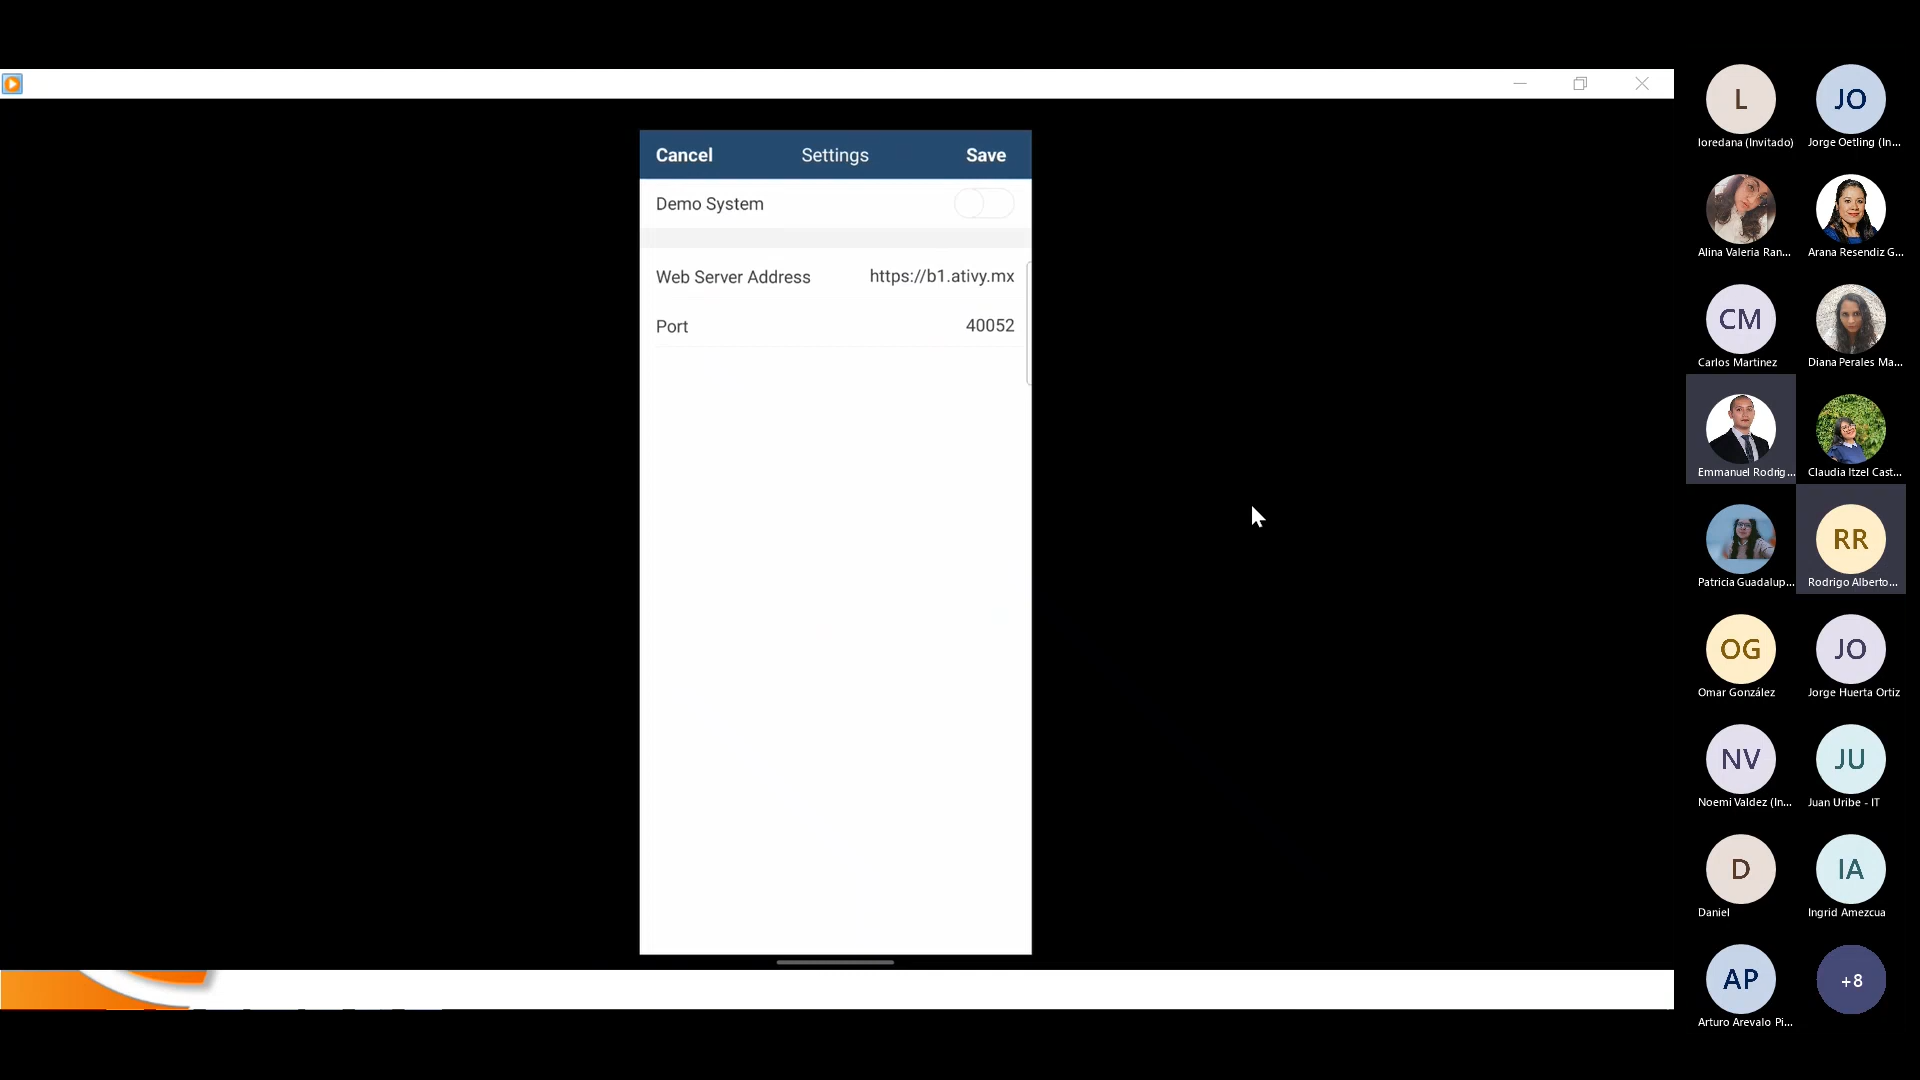 Cancel Settings Save
Demo System
Web Server Address https://b1.ativy.mx
Port 40052
L JO
loredana (Invitado) Jorge Oetling (In...
Alina Valeria Ran... Arana Resendiz G...
CM
Carlos Martinez Diana Perales Ma...
Emmanuel Rodrig... Claudia Itzel Cast...
RR
Patricia Guadalup... Rodrigo Alberto...
OG JO
Omar González Jorge Huerta Ortiz
NV JU
Noemi Valdez (In... Juan Uribe - IT
D IA
Daniel Ingrid Amezcua
AP +8
Arturo Arevalo Pi...